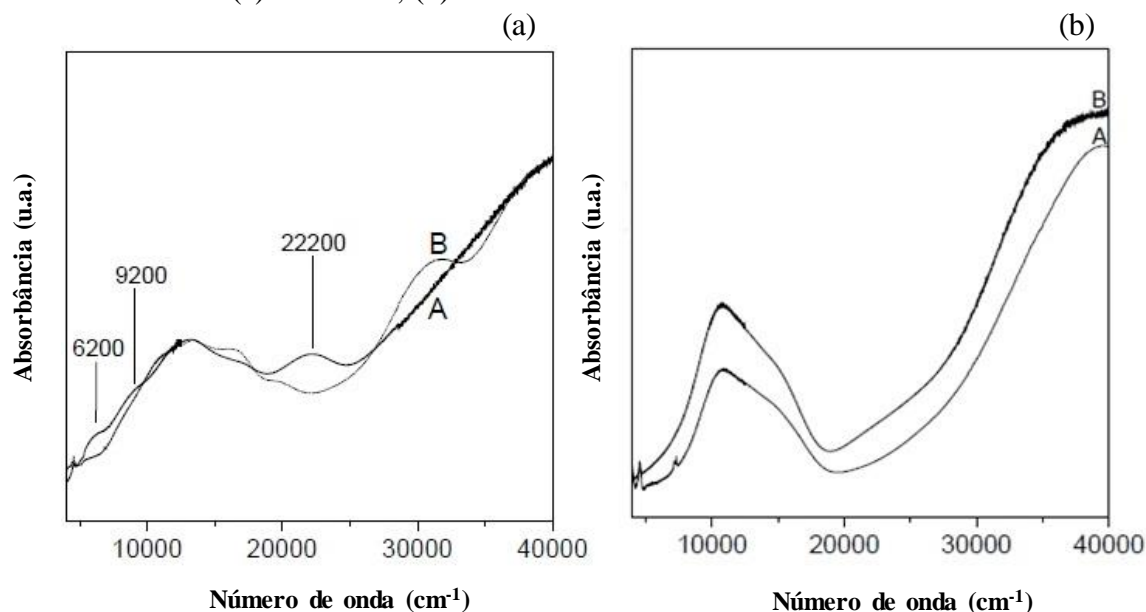 (a)
(b)
Absorbância (u.a.)
6200
9200
22200
B
A
10000 20000 30000 40000
Número de onda (cm-1)
Absorbância (u.a.)
B
A
10000 20000 30000 40000
Número de onda (cm-1)